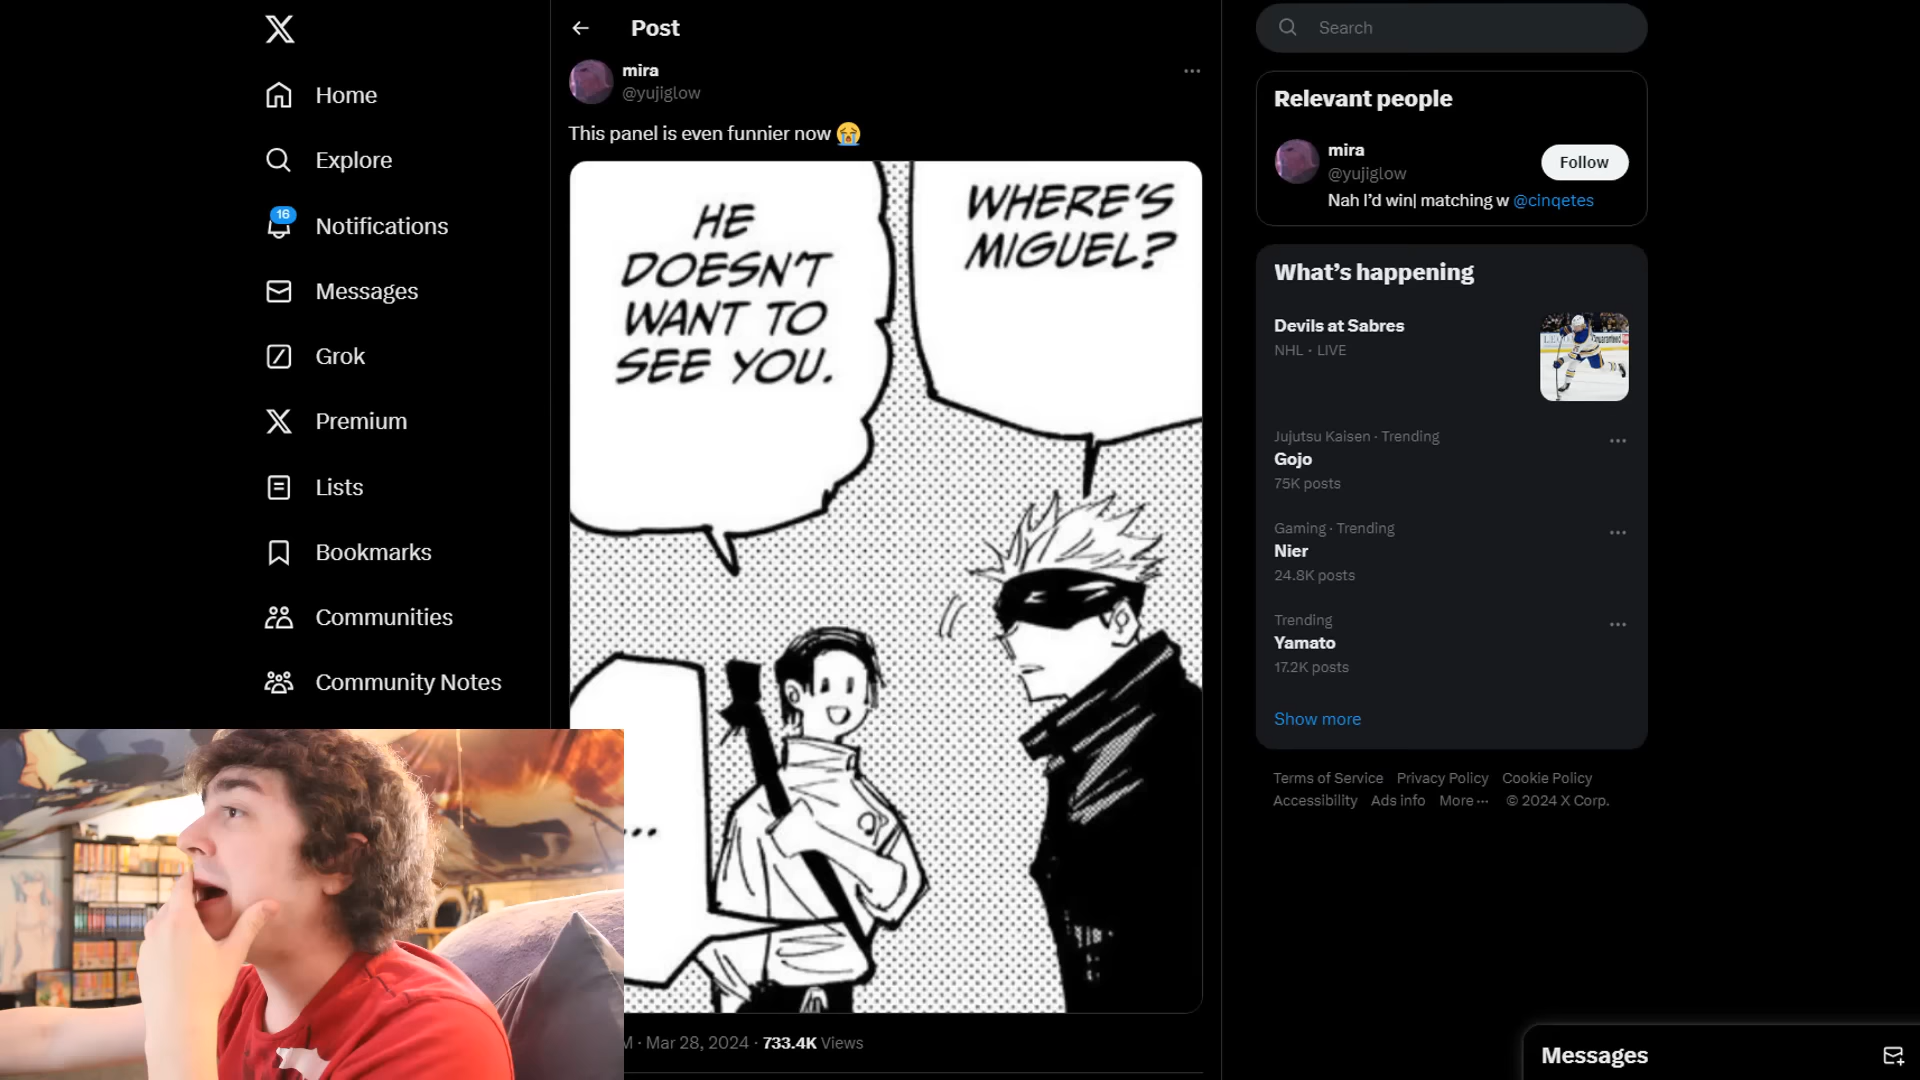 Home
Explore
16
Notifications
Messages
Grok
Premium
Lists
Bookmarks
Communities
Community Notes
Post
mira
@yujiglow
This panel is even funnier now 😭
WHERE'S
MIGUEL?
HE
DOESN'T
WANT TO
SEE YOU.
...
M · Mar 28, 2024 · 733.4K Views
Search
Relevant people
mira
@yujiglow
Follow
Nah I'd win| matching w @cinqetes
What's happening
Devils at Sabres
NHL · LIVE
Jujutsu Kaisen · Trending
Gojo
75K posts
Gaming · Trending
Nier
24.8K posts
Trending
Yamato
17.2K posts
Show more
Terms of Service Privacy Policy Cookie Policy
Accessibility Ads info More ··· © 2024 X Corp.
Messages